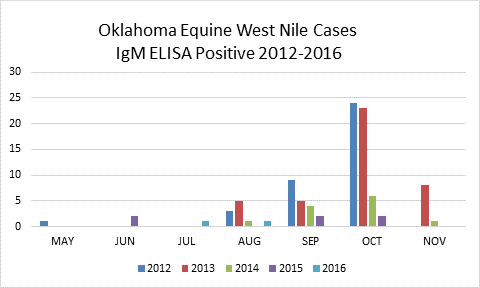 Oklahoma Equine West Nile Cases
IgM ELISA Positive 2012-2016
30
25
20
15
10
5
0
MAY JUN JUL AUG SEP OCT NOV
2012 2013 2014 2015 2016